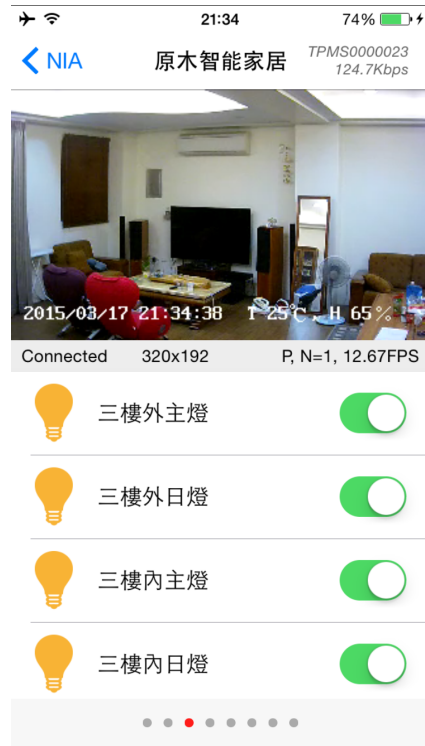 21:34
74%
NIA
原木智能家居
TPMS0000023
124.7Kbps
2015/03/17 21:34:38 T 25℃, H 65%
Connected 320x192 P, N=1, 12.67FPS
三樓外主燈
三樓外日燈
三樓內主燈
三樓內日燈